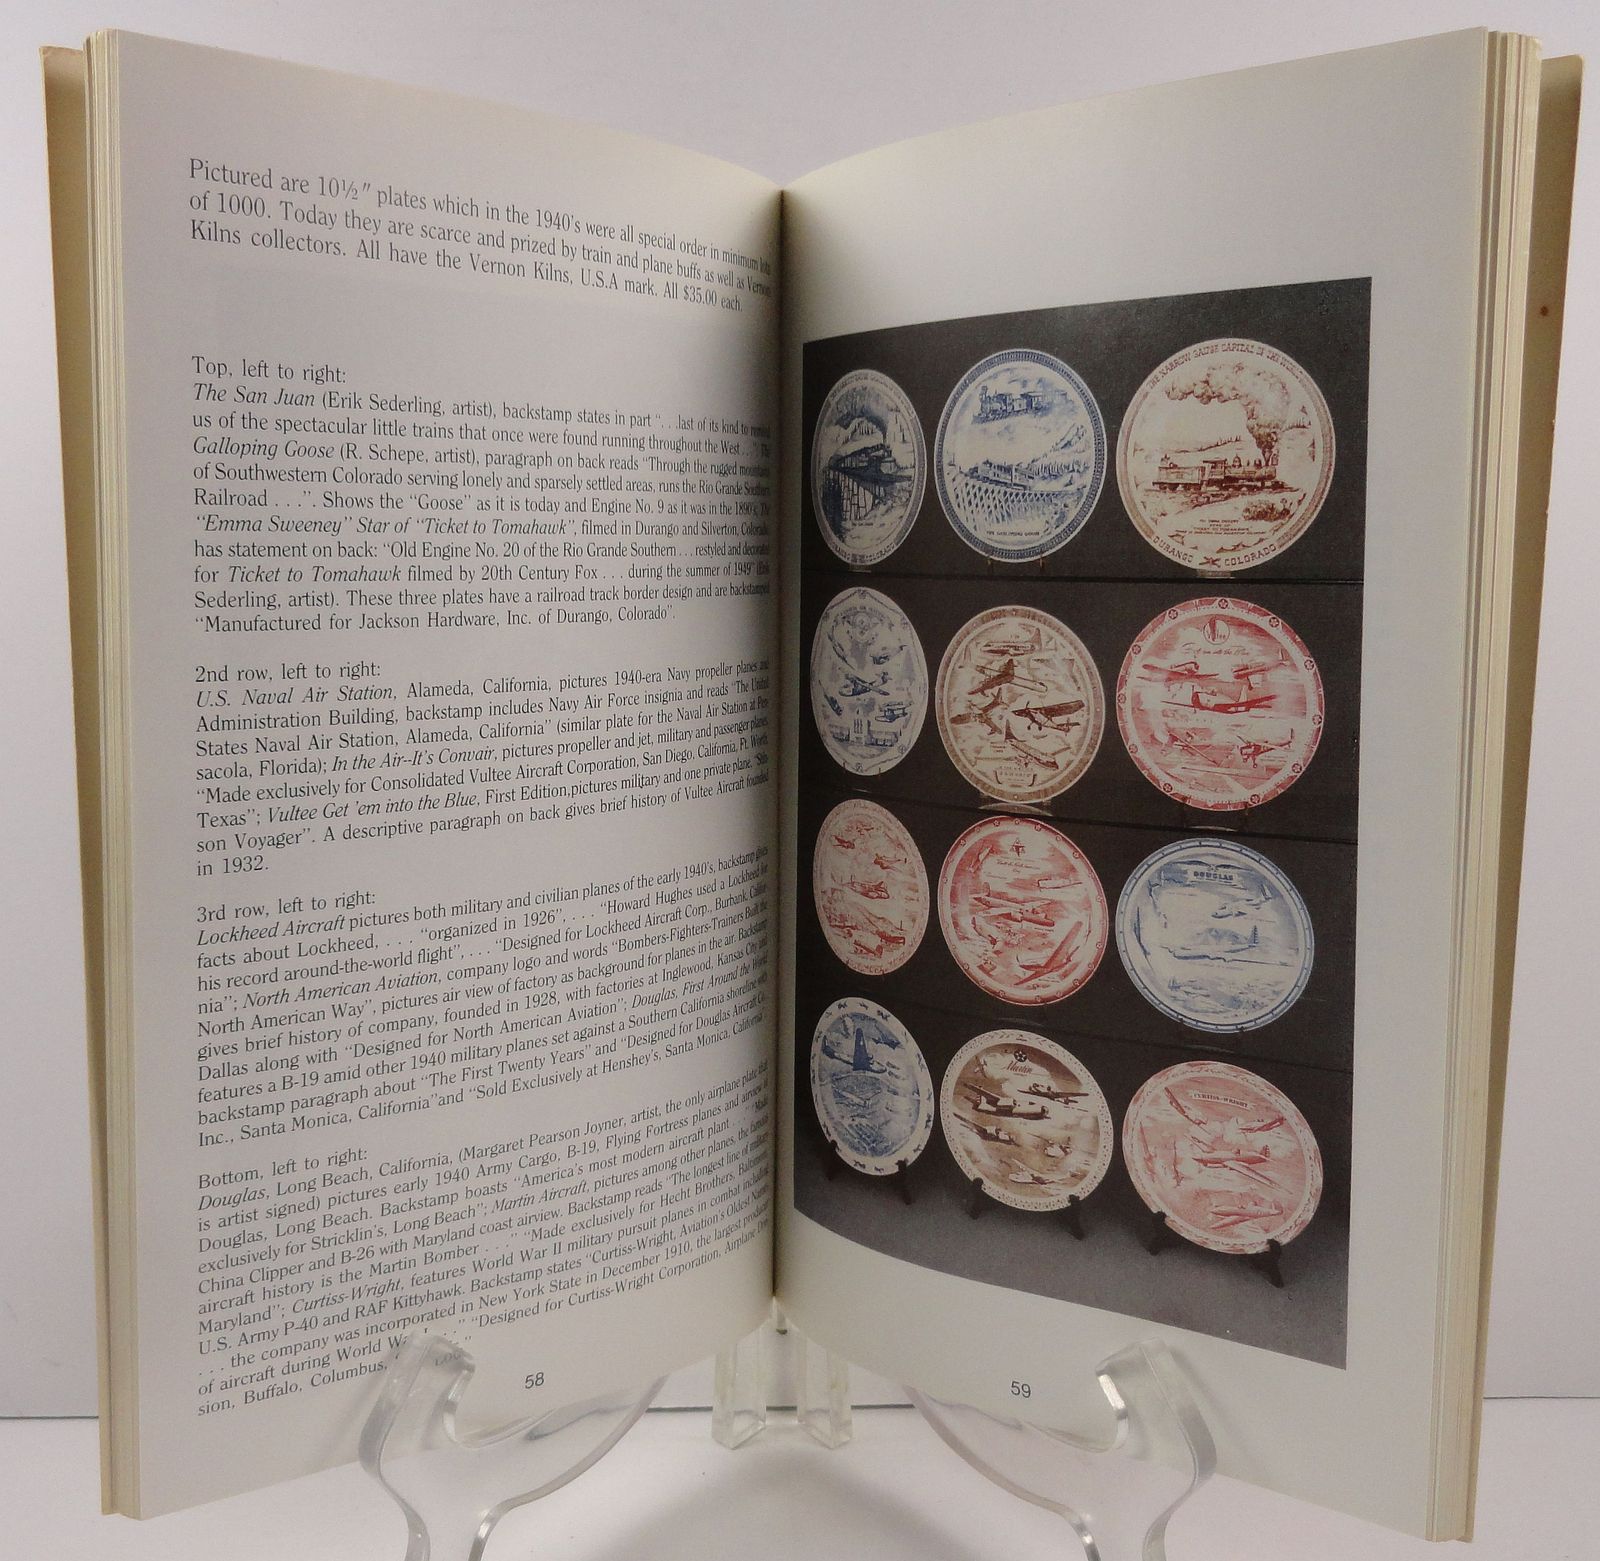 Pictured are 10½" plates which in the 1940's were all special order in minimum lots
of 1000. Today they are scarce and prized by train and plane buffs as well as Vernon
Kilns collectors. All have the Vernon Kilns, U.S.A mark. All $35.00 each.
Top, left to right:
The San Juan (Erik Sederling, artist), backstamp states in part ". . .last of its kind to remind
us of the spectacular little trains that once were found running throughout the West . . ."; The
Galloping Goose (R. Schepe, artist), paragraph on back reads "Through the rugged mountains
of Southwestern Colorado serving lonely and sparsely settled areas, runs the Rio Grande Southern
Railroad . . .". Shows the "Goose" as it is today and Engine No. 9 as it was in the 1890's; The
"Emma Sweeney" Star of "Ticket to Tomahawk", filmed in Durango and Silverton, Colorado,
has statement on back: "Old Engine No. 20 of the Rio Grande Southern . . . restyled and decorated
for Ticket to Tomahawk filmed by 20th Century Fox . . . during the summer of 1949" (Erik
Sederling, artist). These three plates have a railroad track border design and are backstamped
"Manufactured for Jackson Hardware, Inc. of Durango, Colorado".
2nd row, left to right:
U.S. Naval Air Station, Alameda, California, pictures 1940-era Navy propeller planes and
Administration Building, backstamp includes Navy Air Force insignia and reads "The United
States Naval Air Station, Alameda, California" (similar plate for the Naval Air Station at Pen-
sacola, Florida); In the Air--It's Convair, pictures propeller and jet, military and passenger planes,
"Made exclusively for Consolidated Vultee Aircraft Corporation, San Diego, California, Ft. Worth,
Texas"; Vultee Get 'em into the Blue, First Edition,pictures military and one private plane, "Stin-
son Voyager". A descriptive paragraph on back gives brief history of Vultee Aircraft founded
in 1932.
3rd row, left to right:
Lockheed Aircraft pictures both military and civilian planes of the early 1940's, backstamp gives
facts about Lockheed, . . . "organized in 1926", . . . "Howard Hughes used a Lockheed for
his record around-the-world flight", . . . "Designed for Lockheed Aircraft Corp., Burbank, Califor-
nia"; North American Aviation, company logo and words "Bombers-Fighters-Trainers Built the
North American Way", pictures air view of factory as background for planes in the air. Backstamp
gives brief history of company, founded in 1928, with factories at Inglewood, Kansas City and
Dallas along with "Designed for North American Aviation"; Douglas, First Around the World
features a B-19 amid other 1940 military planes set against a Southern California shoreline with
backstamp paragraph about "The First Twenty Years" and "Designed for Douglas Aircraft Co.,
Inc., Santa Monica, California"and "Sold Exclusively at Henshey's, Santa Monica, California".
Bottom, left to right:
Douglas, Long Beach, California, (Margaret Pearson Joyner, artist, the only airplane plate that
is artist signed) pictures early 1940 Army Cargo, B-19, Flying Fortress planes and airview of
Douglas, Long Beach. Backstamp boasts "America's most modern aircraft plant . . ." "Made
exclusively for Stricklin's, Long Beach"; Martin Aircraft, pictures among other planes, the famous
China Clipper and B-26 with Maryland coast airview. Backstamp reads "The longest line of military
aircraft history is the Martin Bomber . . ." "Made exclusively for Hecht Brothers, Baltimore,
Maryland"; Curtiss-Wright, features World War II military pursuit planes in combat including
U.S. Army P-40 and RAF Kittyhawk. Backstamp states "Curtiss-Wright, Aviation's Oldest Name
. . . the company was incorporated in New York State in December 1910, the largest producer
of aircraft during World War I . . ." "Designed for Curtiss-Wright Corporation, Airplane Divi-
sion, Buffalo, Columbus,
58
THE NARROW GAUGE CAPITAL OF THE WORLD
THE GALLOPING GOOSE
DURANGO COLORADO
DOUGLAS
Martin
CURTISS-WRIGHT
59